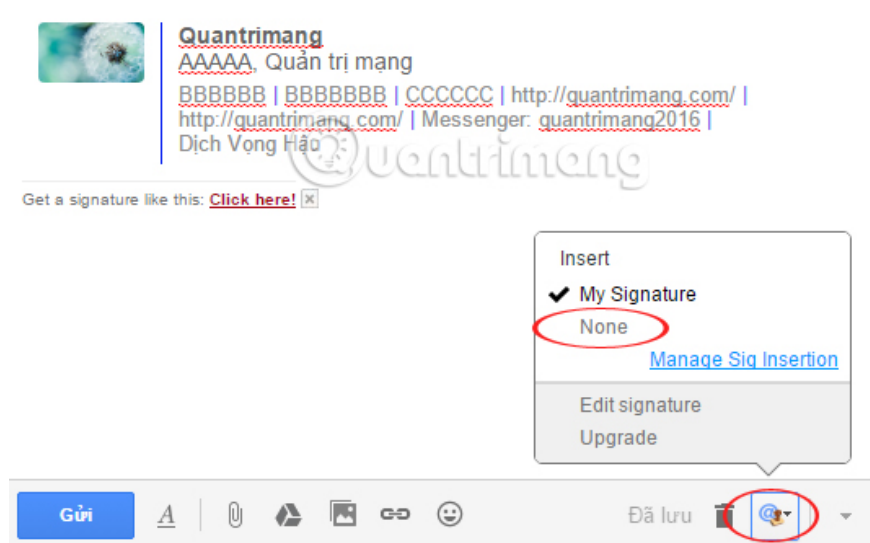 Quantrimang
AAAAA, Quản trị mạng
BBBBBB | BBBBBBB | CCCCCC | http://quantrimang.com/ |
http://quantrimang.com/ | Messenger: quantrimang2016 |
Dịch Vọng Hậu
Quantrimang
Get a signature like this: Click here!
Insert
My Signature
None
Manage Sig Insertion
Edit signature
Upgrade
Gửi
A
Đã lưu